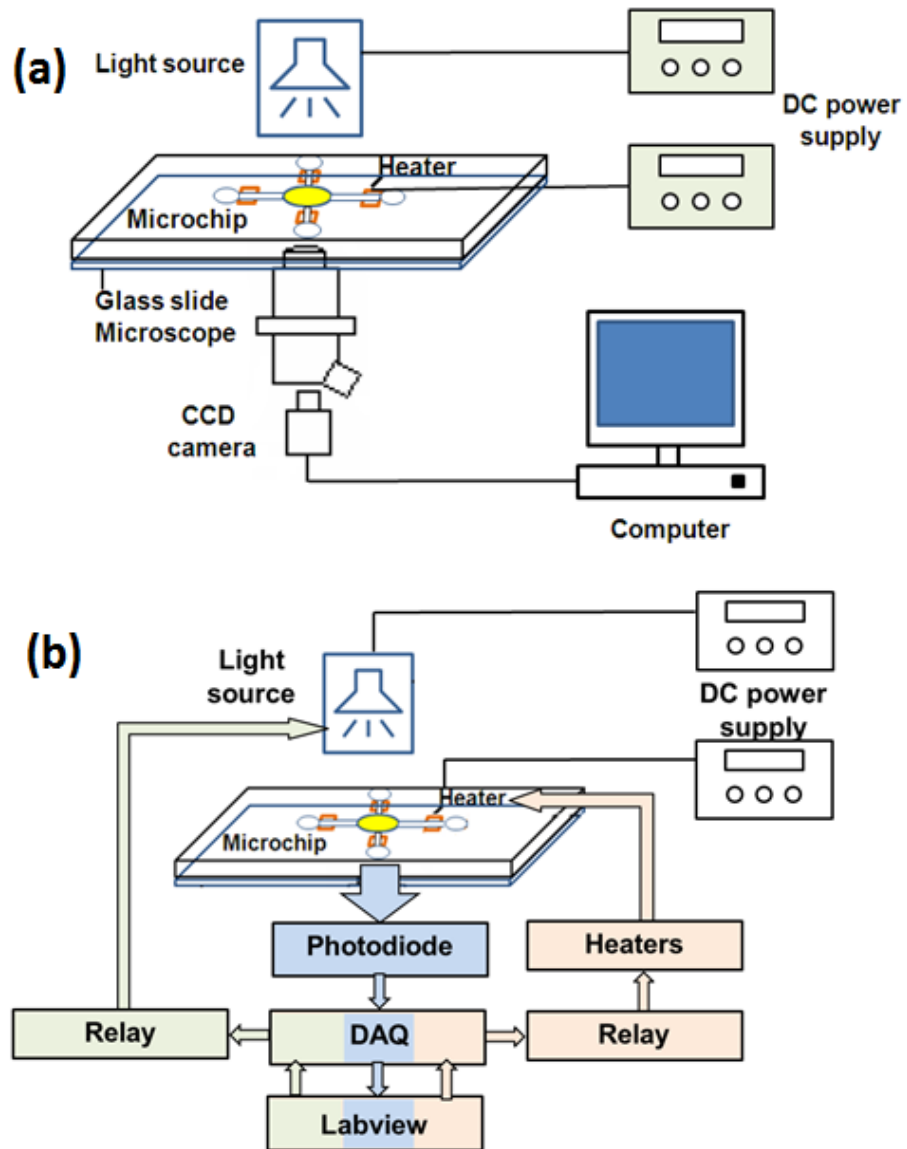 (a)
Light source
DC power
supply
Heater
Microchip
Glass slide
Microscope
CCD
camera
Computer
(b)
Light
source
DC power
supply
Heater
Microchip
Photodiode
Heaters
Relay
DAQ
Relay
Labview